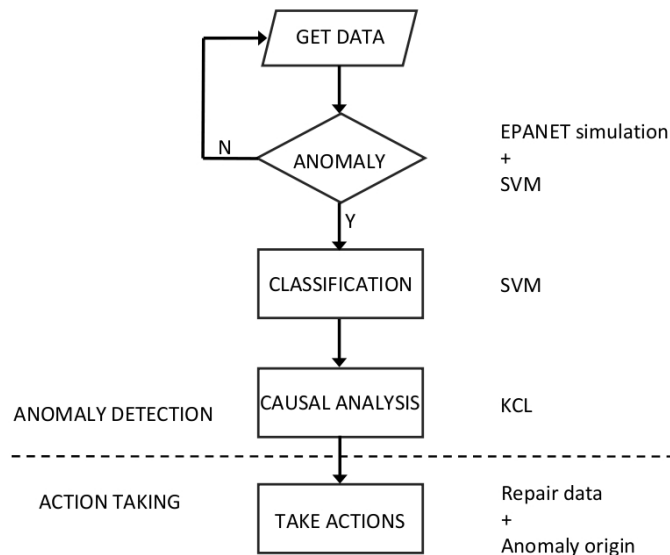 GET DATA
N
ANOMALY
EPANET simulation
+
SVM
Y
CLASSIFICATION
SVM
CAUSAL ANALYSIS
KCL
ANOMALY DETECTION
ACTION TAKING
TAKE ACTIONS
Repair data
+
Anomaly origin